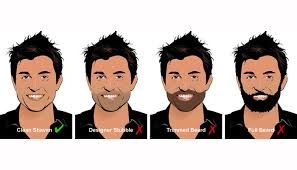 Clean Shaven
Designer Stubble
Trimmed Beard
Full Beard